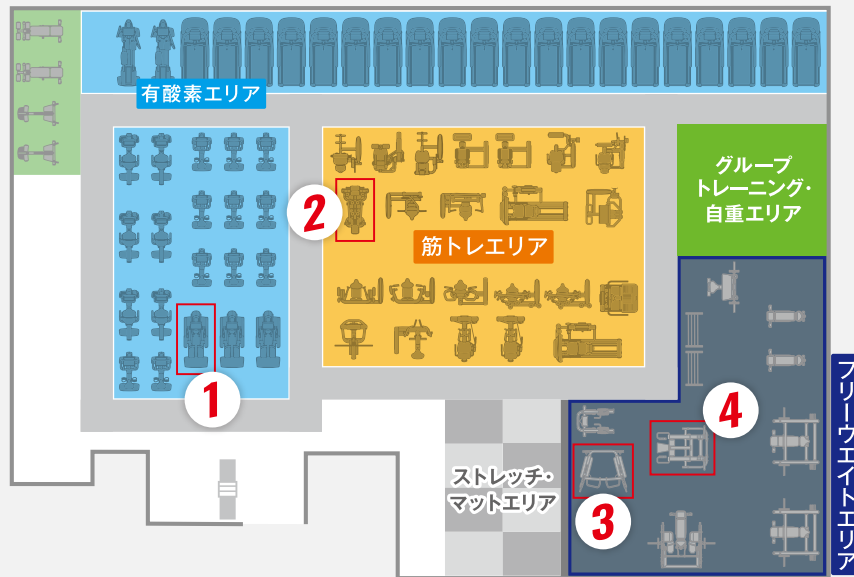 有酸素エリア
2
グループ
トレーニング・
自重エリア
筋トレエリア
1
4
フリーウエイトエリア
ストレッチ・
マットエリア
3